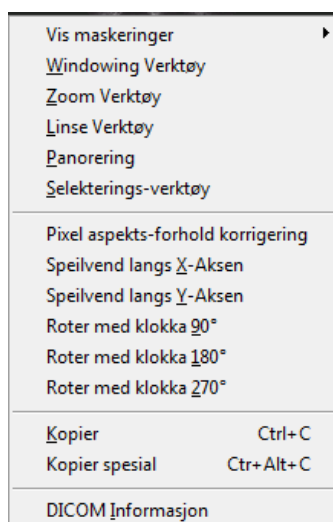 Vis maskeringer
Windowing Verktøy
Zoom Verktøy
Linse Verktøy
Panorering
Selekterings-verktøy
Pixel aspekts-forhold korrigering
Speilvend langs X-Aksen
Speilvend langs Y-Aksen
Roter med klokka 90°
Roter med klokka 180°
Roter med klokka 270°
Kopier Ctrl+C
Kopier spesial Ctr+Alt+C
DICOM Informasjon